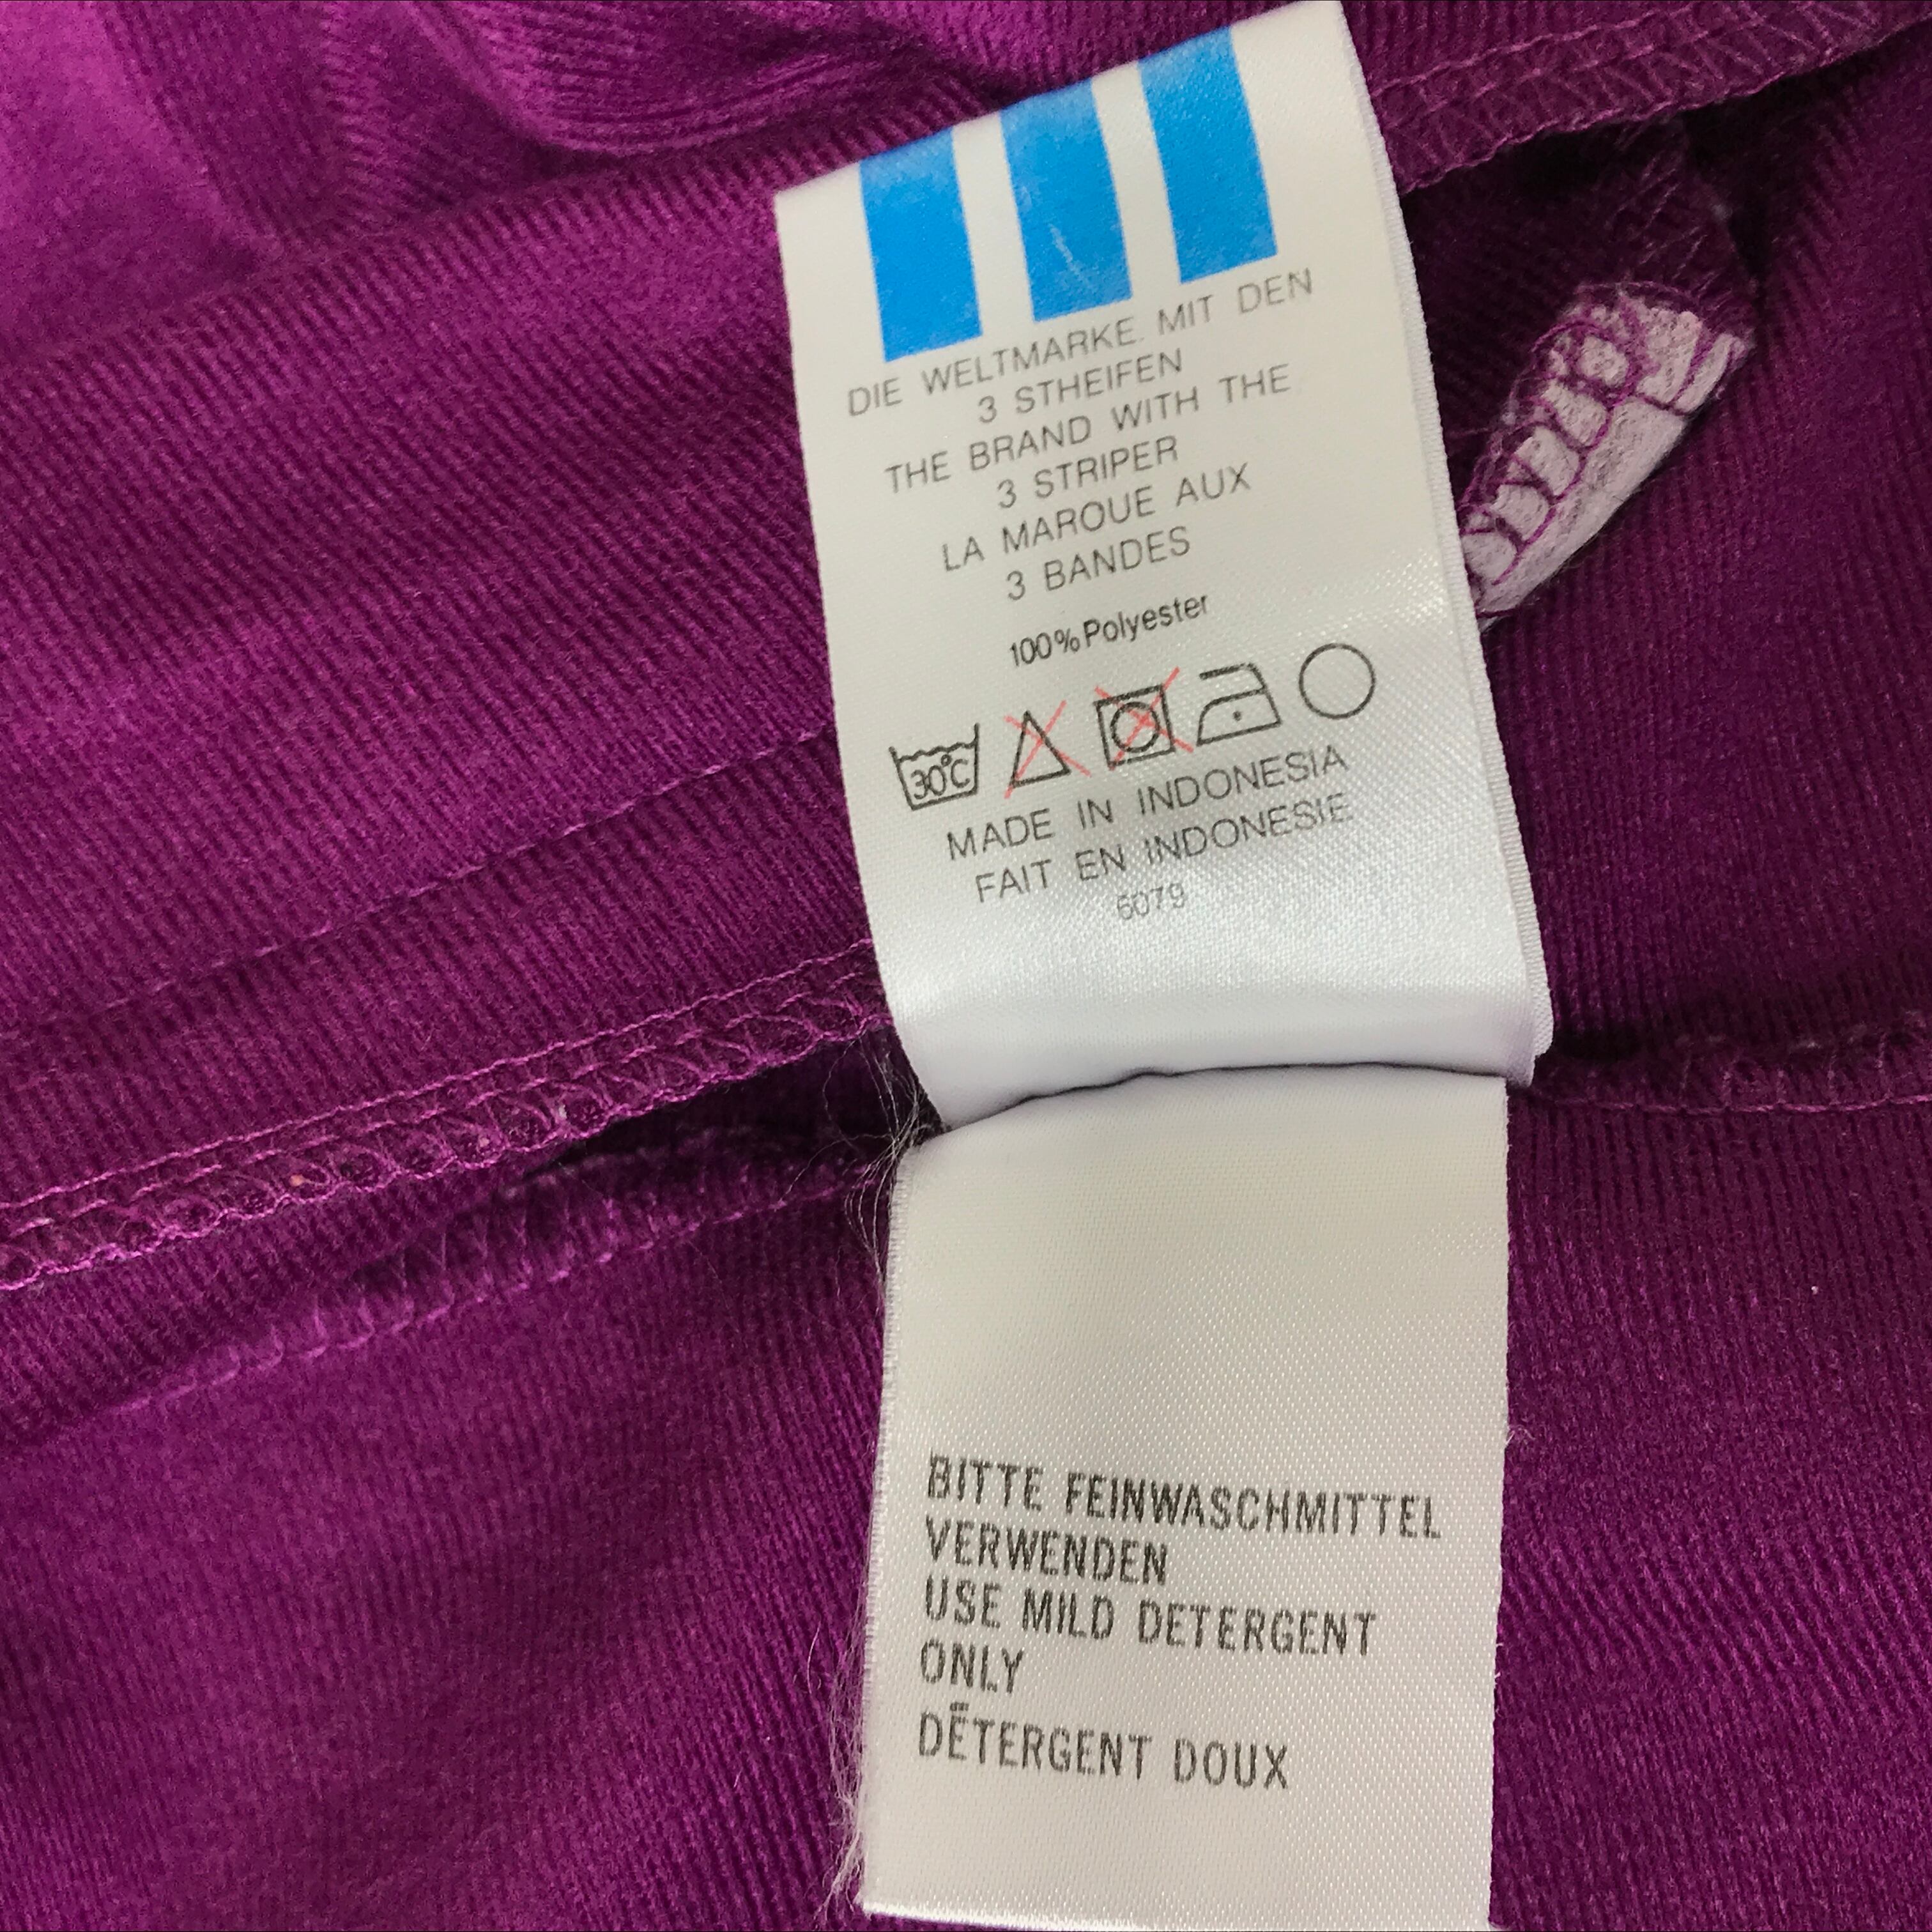 DIE WELTMARKE MIT DEN
3 STHEIFEN
THE BRAND WITH THE
3 STRIPER
LA MAROUE AUX
3 BANDES
100%Polyester
30°C
MADE IN INDONESIA
FAIT EN INDONESIE
6079
BITTE FEINWASCHMITTEL
VERWENDEN
USE MILD DETERGENT
ONLY
DĒTERGENT DOUX